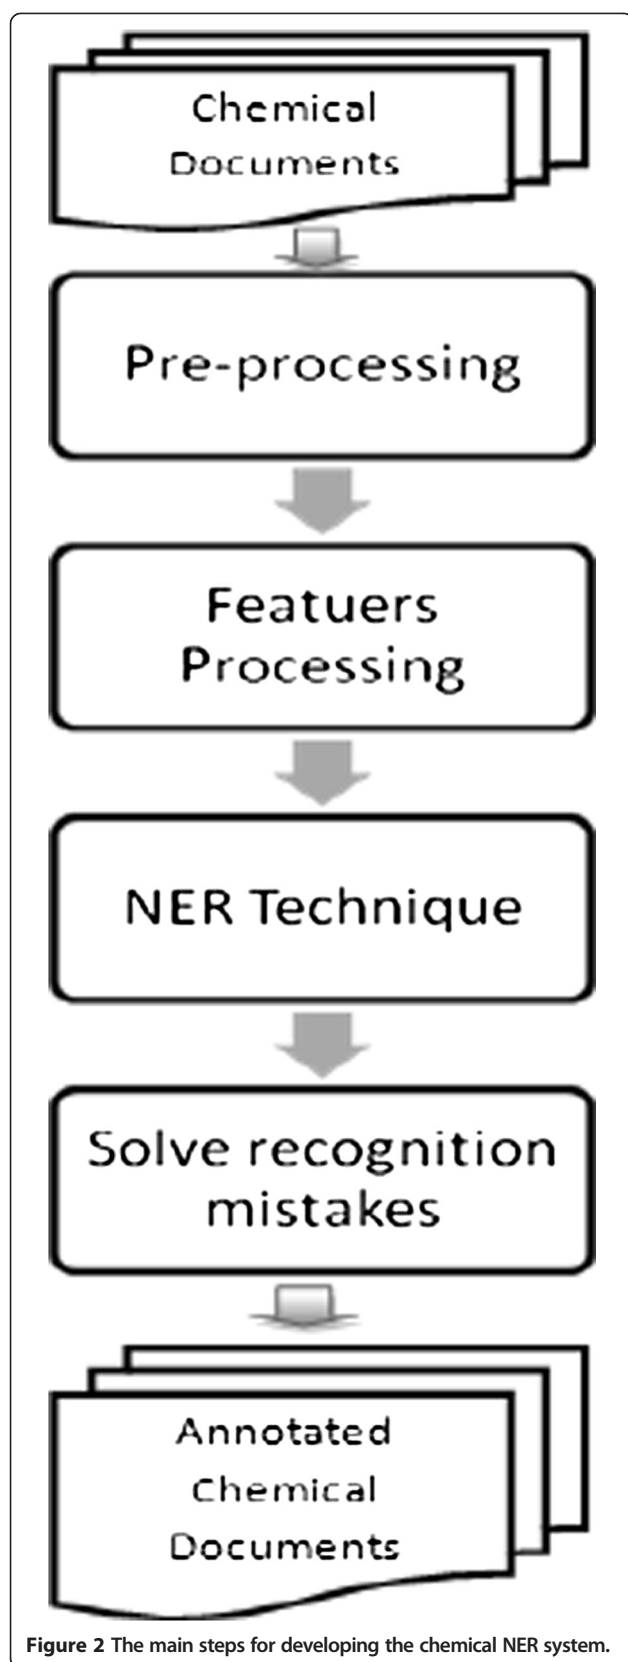 Chemical
Documents
Pre-processing
Featuers
Processing
NER Technique
Solve recognition
mistakes
Annotated
Chemical
Documents
Figure 2 The main steps for developing the chemical NER system.